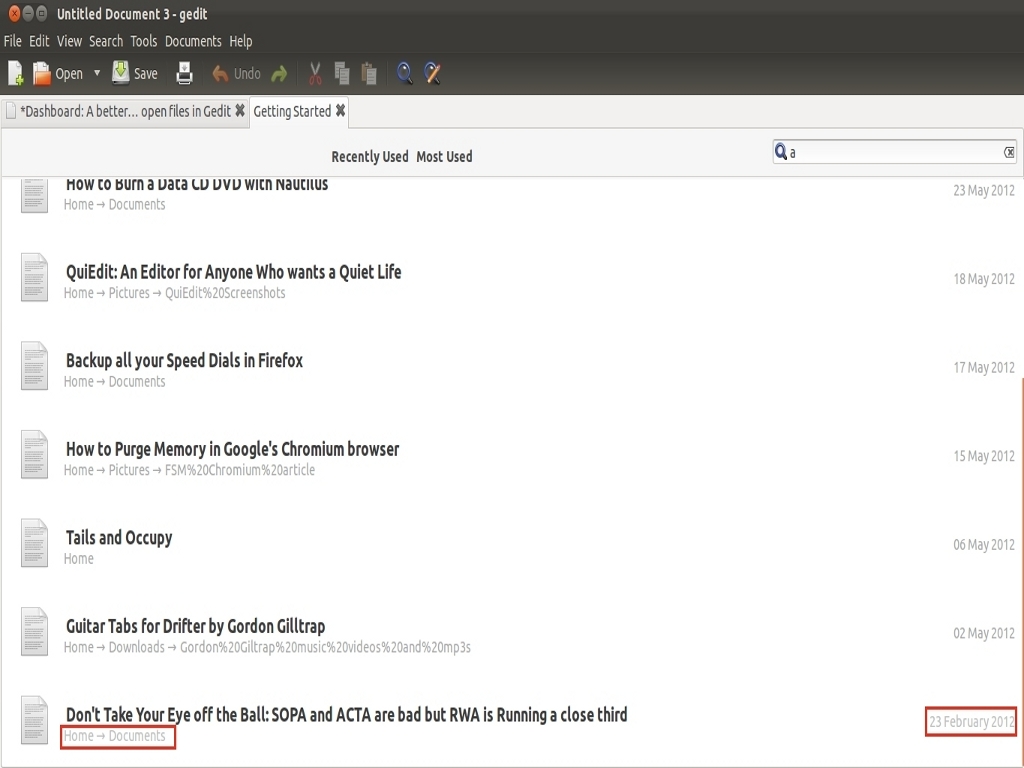 Untitled Document 3 - gedit
File Edit View Search Tools Documents Help
Open Save Undo
*Dashboard: A better... open files in Gedit Getting Started
Recently Used Most Used a
How to Burn a Data CD DVD with Nautilus 23 May 2012
Home → Documents
QuiEdit: An Editor for Anyone Who wants a Quiet Life 18 May 2012
Home → Pictures → QuiEdit%20Screenshots
Backup all your Speed Dials in Firefox 17 May 2012
Home → Documents
How to Purge Memory in Google's Chromium browser 15 May 2012
Home → Pictures → FSM%20Chromium%20article
Tails and Occupy 06 May 2012
Home
Guitar Tabs for Drifter by Gordon Gilltrap 02 May 2012
Home → Downloads → Gordon%20Giltrap%20music%20videos%20and%20mp3s
Don't Take Your Eye off the Ball: SOPA and ACTA are bad but RWA is Running a close third 23 February 2012
Home → Documents